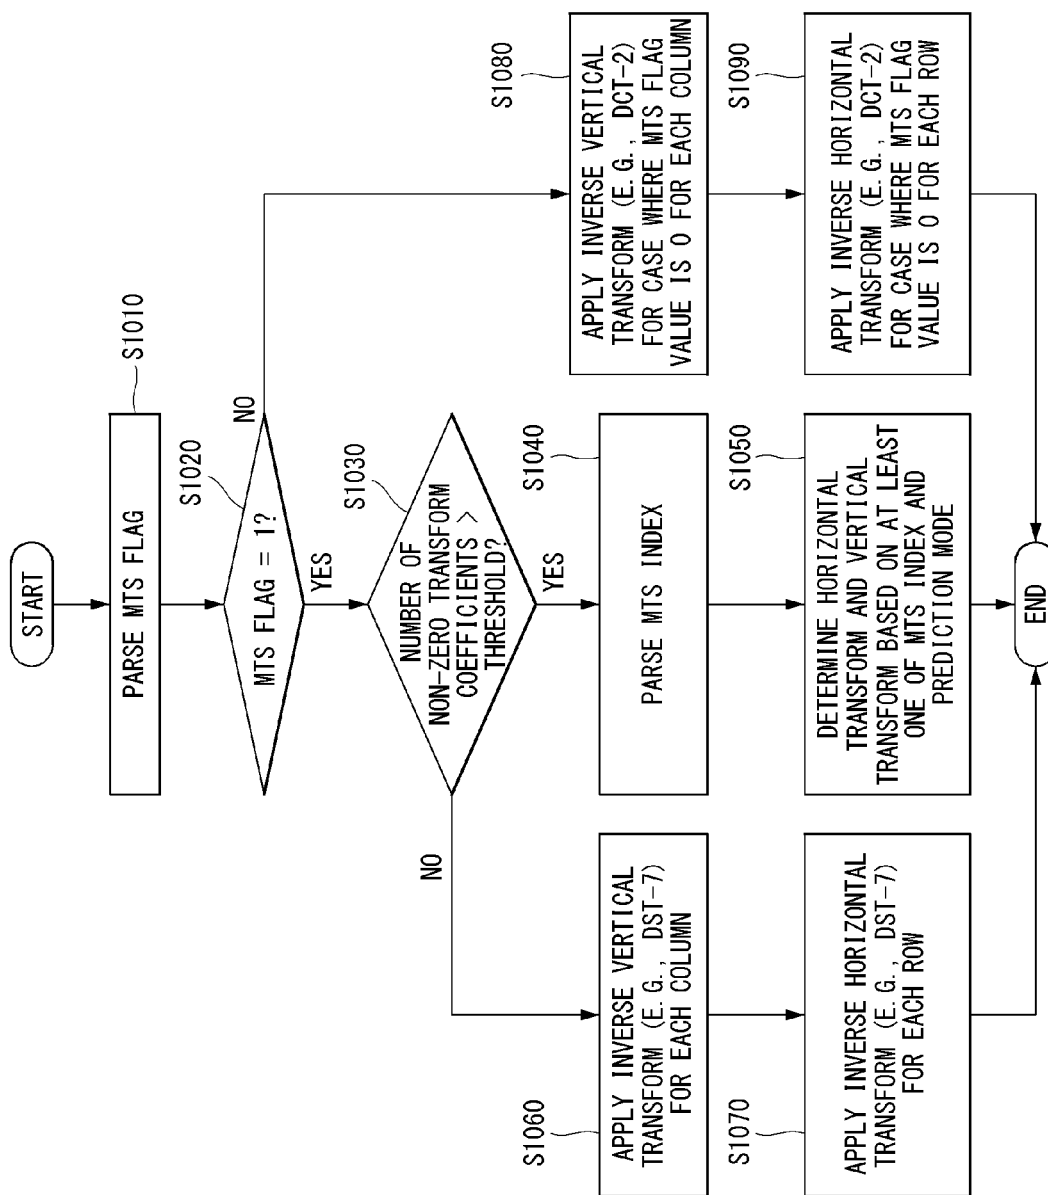 START
PARSE MTS FLAG
S1010
MTS FLAG = 1?
S1020
NO
YES
NUMBER OF
NON-ZERO TRANSFORM
COEFFICIENTS >
THRESHOLD?
S1030
NO
YES
PARSE MTS INDEX
S1040
DETERMINE HORIZONTAL
TRANSFORM AND VERTICAL
TRANSFORM BASED ON AT LEAST
ONE OF MTS INDEX AND
PREDICTION MODE
S1050
APPLY INVERSE VERTICAL
TRANSFORM (E.G., DST-7)
FOR EACH COLUMN
S1060
APPLY INVERSE HORIZONTAL
TRANSFORM (E.G., DST-7)
FOR EACH ROW
S1070
APPLY INVERSE VERTICAL
TRANSFORM (E.G., DCT-2)
FOR CASE WHERE MTS FLAG
VALUE IS 0 FOR EACH COLUMN
S1080
APPLY INVERSE HORIZONTAL
TRANSFORM (E.G., DCT-2)
FOR CASE WHERE MTS FLAG
VALUE IS 0 FOR EACH ROW
S1090
END